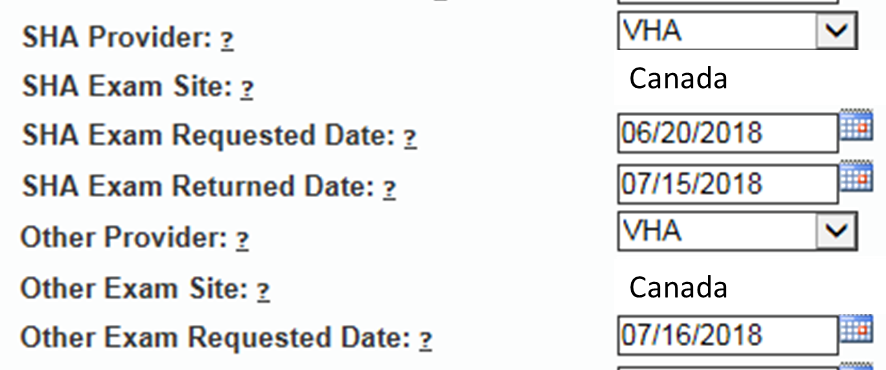 SHA Provider: ? VHA
SHA Exam Site: ? Canada
SHA Exam Requested Date: ? 06/20/2018
SHA Exam Returned Date: ? 07/15/2018
Other Provider: ? VHA
Other Exam Site: ? Canada
Other Exam Requested Date: ? 07/16/2018